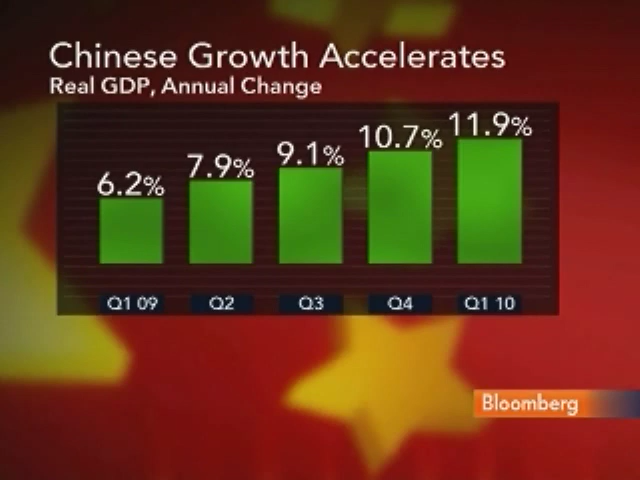 Chinese Growth Accelerates
Real GDP, Annual Change
6.2% 7.9% 9.1% 10.7% 11.9%
Q1 09 Q2 Q3 Q4 Q1 10
Bloomberg